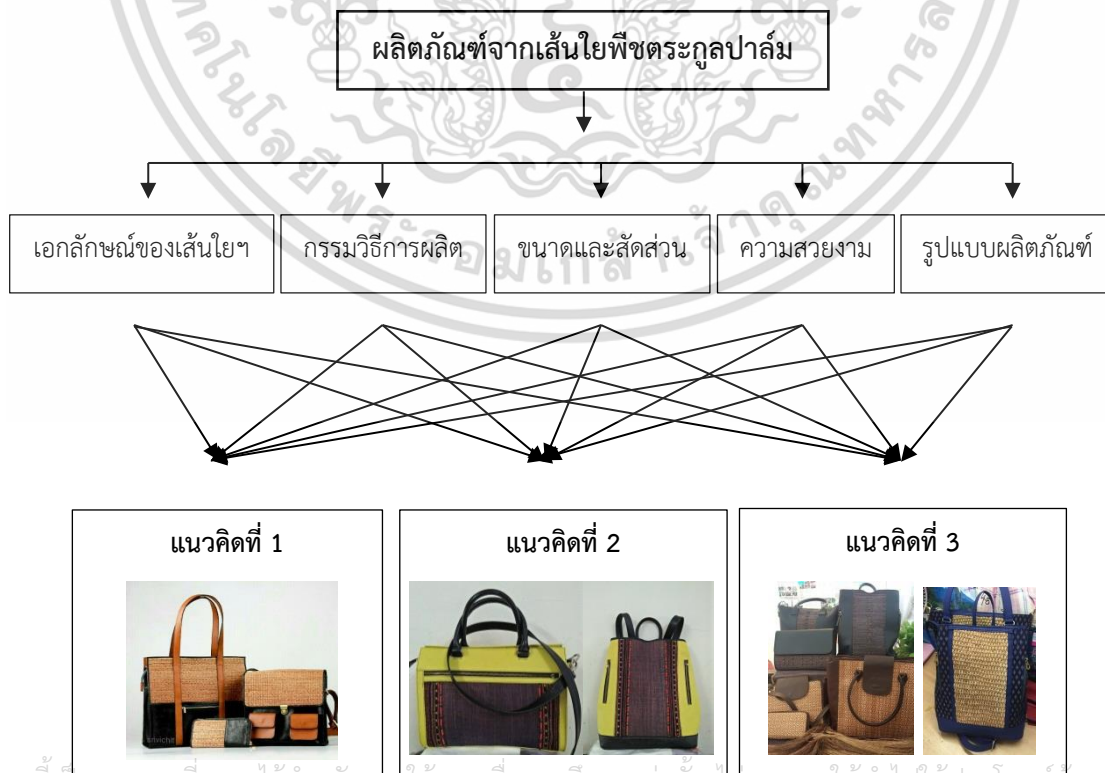 ผลิตภัณฑ์จากเส้นใยพืชตระกูลปาล์ม
เอกลักษณ์ของเส้นใยฯ
กรรมวิธีการผลิต
ขนาดและสัดส่วน
ความสวยงาม
รูปแบบผลิตภัณฑ์
แนวคิดที่ 1
แนวคิดที่ 2
แนวคิดที่ 3